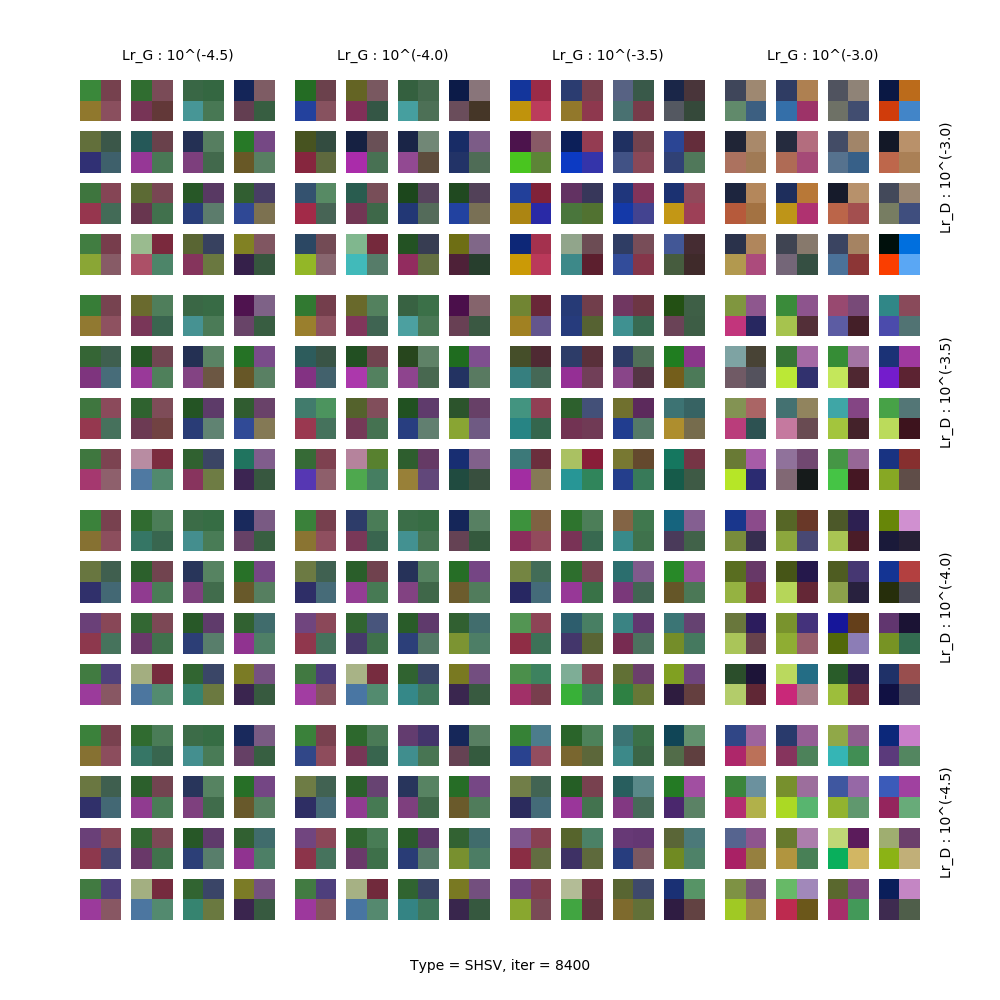 Lr_G : 10^(-4.5)
Lr_G : 10^(-4.0)
Lr_G : 10^(-3.5)
Lr_G : 10^(-3.0)
Lr_D : 10^(-3.0)
Lr_D : 10^(-3.5)
Lr_D : 10^(-4.0)
Lr_D : 10^(-4.5)
Type = SHSV, iter = 8400